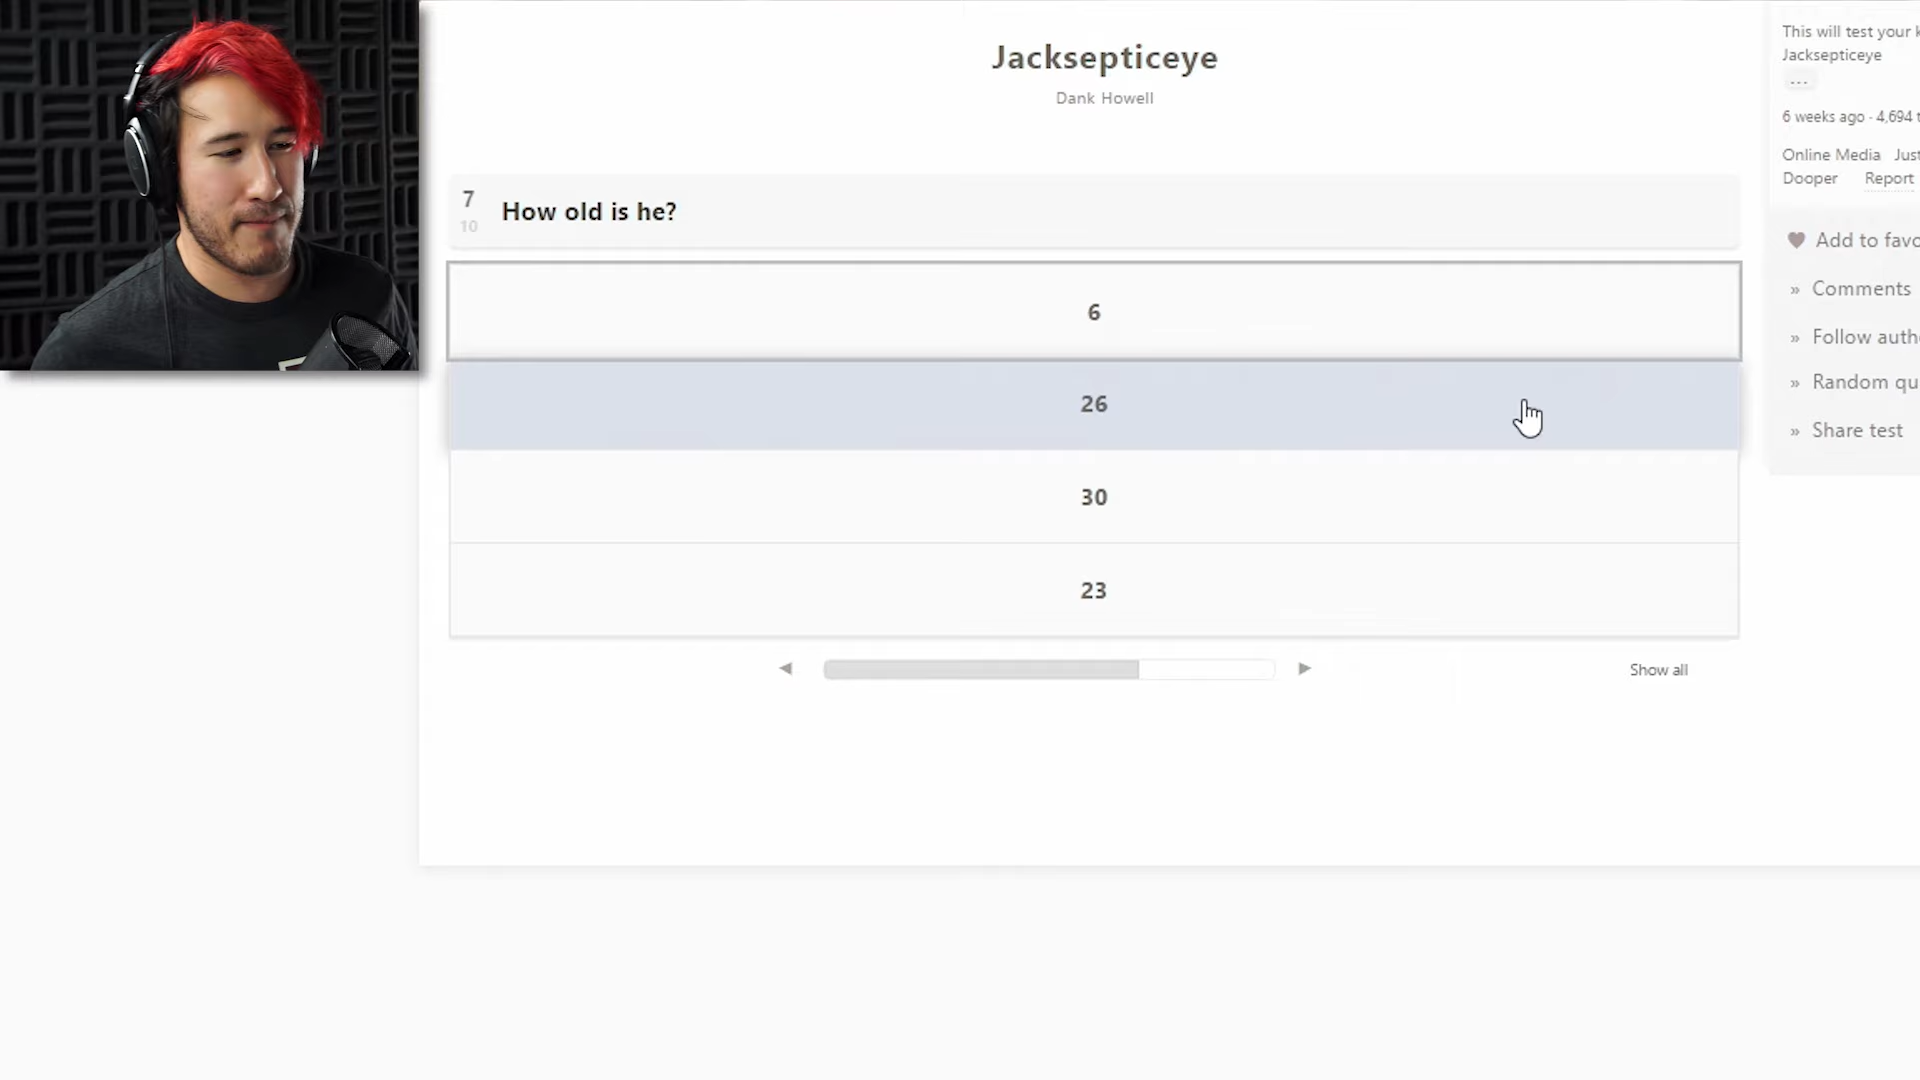 Jacksepticeye
Dank Howell
7
10
How old is he?
6
26
30
23
Show all
This will test your
Jacksepticeye
...
6 weeks ago - 4,694
Online Media Just
Dooper Report
Add to favo
» Comments
» Follow auth
» Random qu
» Share test